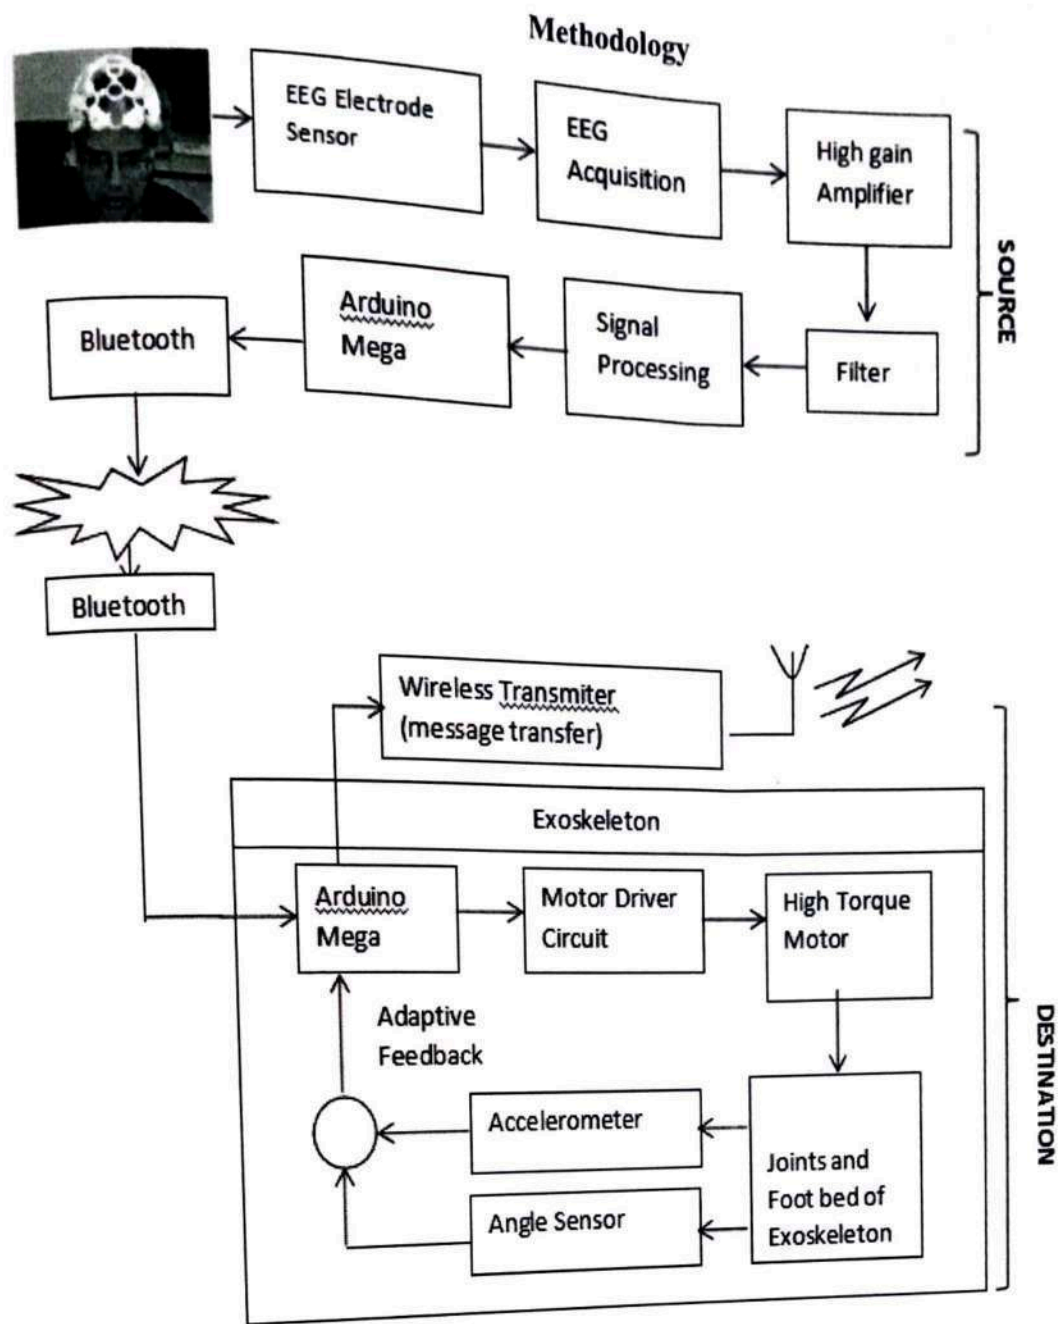 Methodology
EEG Electrode
Sensor
EEG
Acquisition
High gain
Amplifier
SOURCE
Bluetooth
Arduino
Mega
Signal
Processing
Filter
Bluetooth
Wireless Transmiter
(message transfer)
Exoskeleton
Arduino
Mega
Motor Driver
Circuit
High Torque
Motor
Adaptive
Feedback
Accelerometer
Angle Sensor
Joints and
Foot bed of
Exoskeleton
DESTINATION